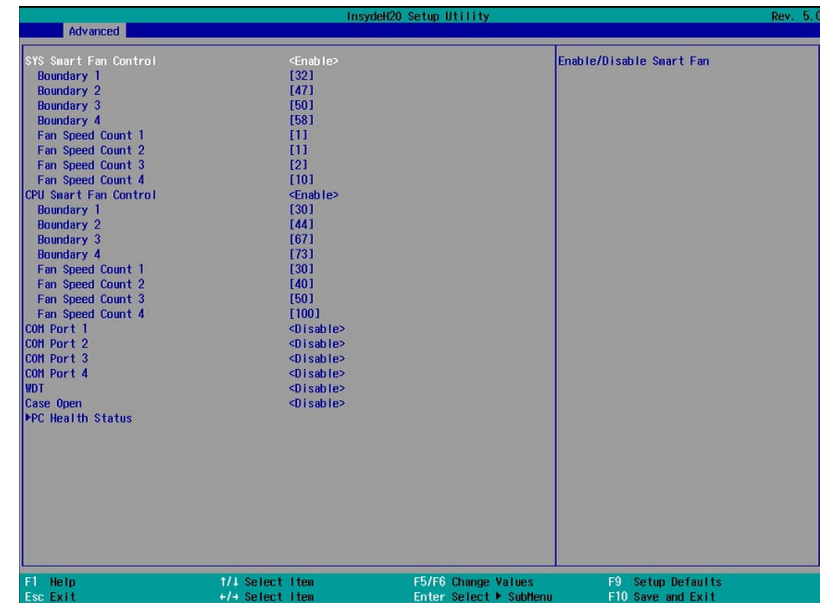 InsydeH20 Setup Utility Rev. 5.0
Advanced
SYS Smart Fan Control <Enable> Enable/Disable Smart Fan
Boundary 1 [32]
Boundary 2 [47]
Boundary 3 [50]
Boundary 4 [58]
Fan Speed Count 1 [1]
Fan Speed Count 2 [1]
Fan Speed Count 3 [2]
Fan Speed Count 4 [10]
CPU Smart Fan Control <Enable>
Boundary 1 [30]
Boundary 2 [44]
Boundary 3 [67]
Boundary 4 [73]
Fan Speed Count 1 [30]
Fan Speed Count 2 [40]
Fan Speed Count 3 [50]
Fan Speed Count 4 [100]
COM Port 1 <Disable>
COM Port 2 <Disable>
COM Port 3 <Disable>
COM Port 4 <Disable>
WDT <Disable>
Case Open <Disable>
▶PC Health Status
F1 Help ↑/↓ Select Item F5/F6 Change Values F9 Setup Defaults
Esc Exit ←/→ Select Item Enter Select ▶ SubMenu F10 Save and Exit